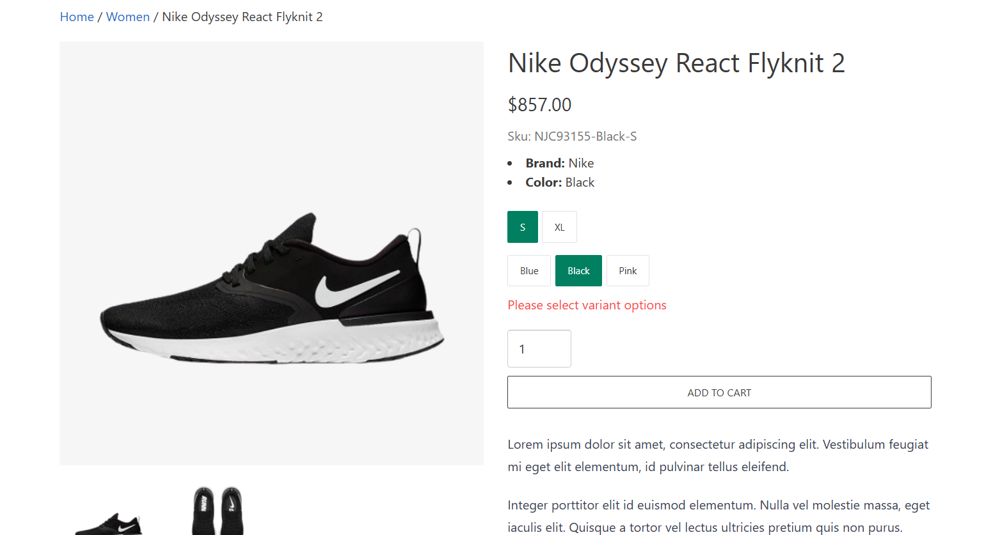 Home / Women / Nike Odyssey React Flyknit 2
Nike Odyssey React Flyknit 2
$857.00
Sku: NJC93155-Black-S
Brand: Nike
Color: Black
S XL
Blue Black Pink
Please select variant options
1
ADD TO CART
Lorem ipsum dolor sit amet, consectetur adipiscing elit. Vestibulum feugiat
mi eget elit elementum, id pulvinar tellus eleifend.
Integer porttitor elit id euismod elementum. Nulla vel molestie massa, eget
iaculis elit. Quisque a tortor vel lectus ultricies pretium quis non purus.